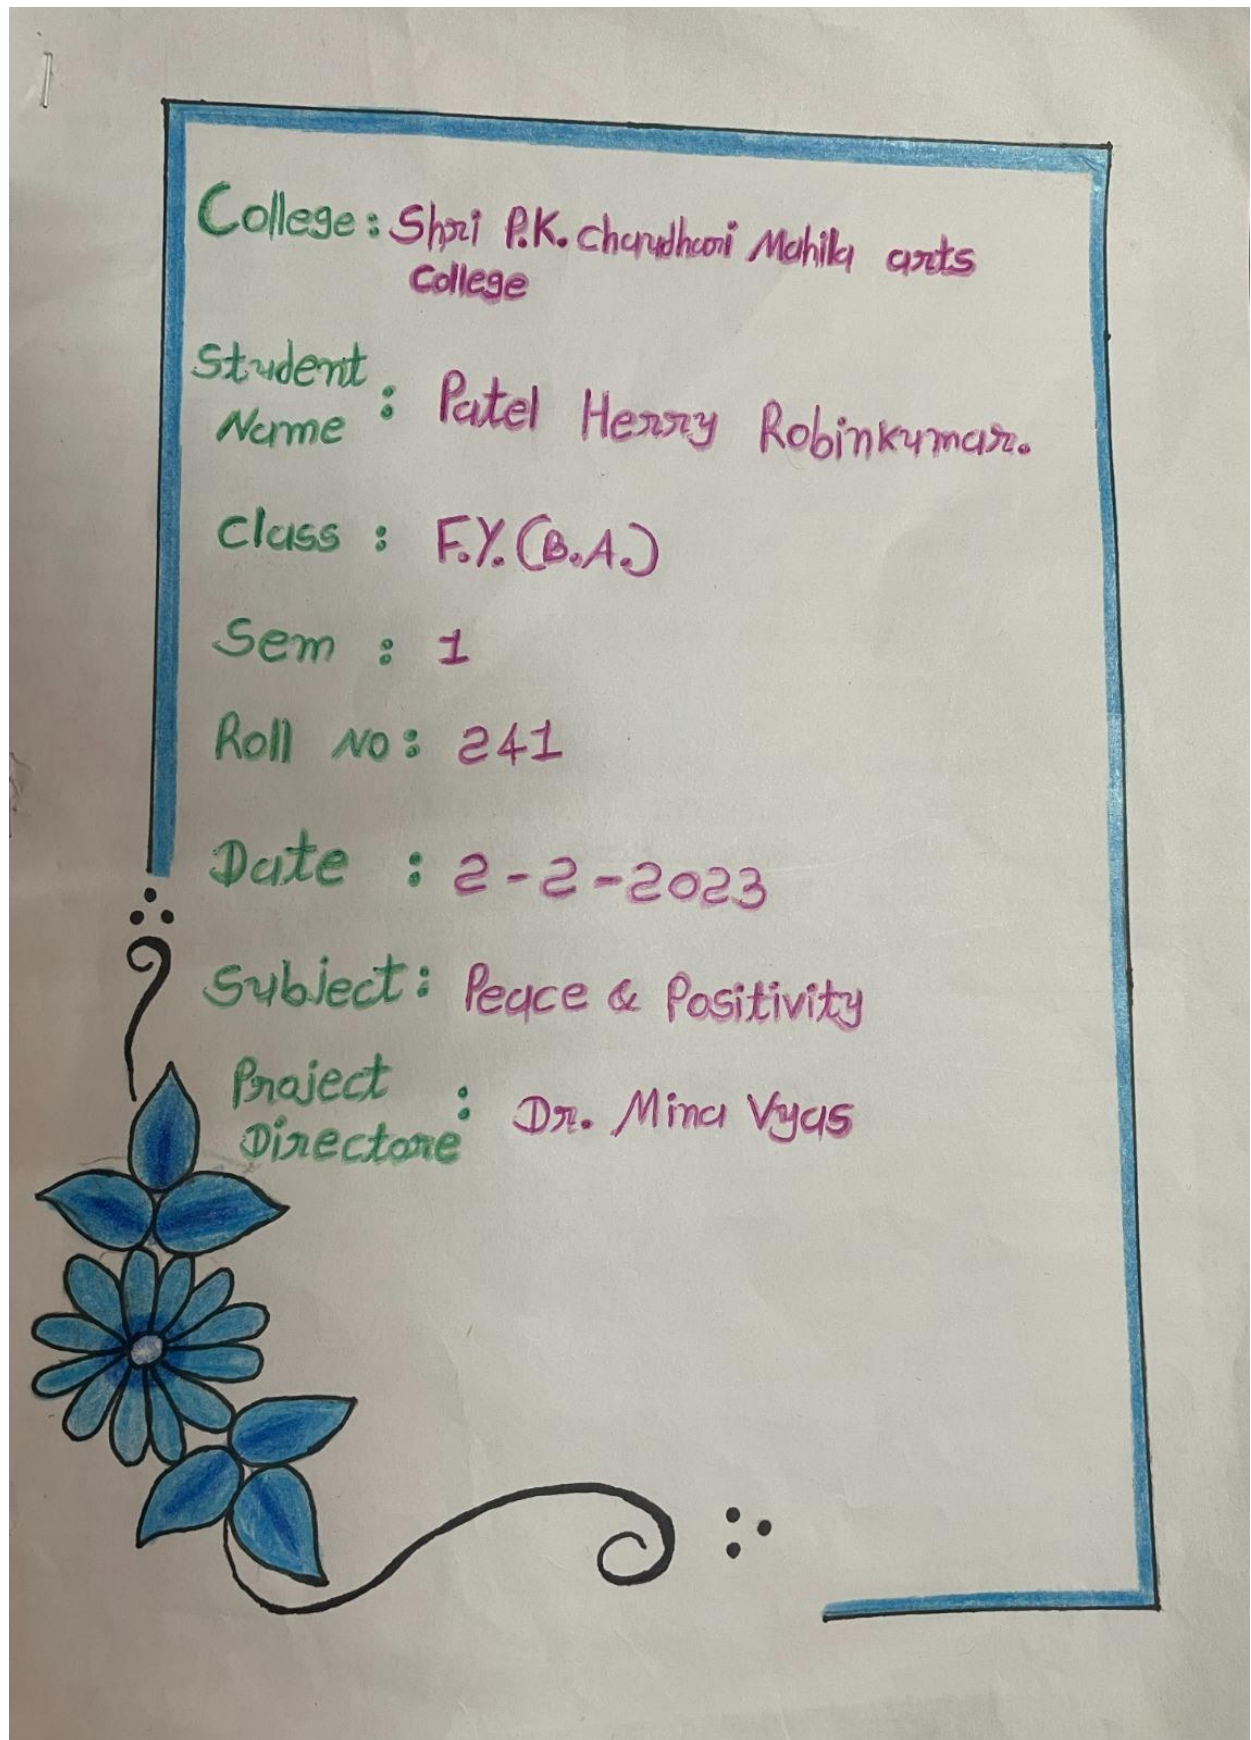 College : Shri P.K. Chaudhari Mahila arts
College
Student
Name : Patel Herry Robinkumar.
Class : F.Y. (B.A.)
Sem : 1
Roll No : 241
Date : 2-2-2023
Subject : Peace & Positivity
Project
Directore : Dr. Mina Vyas